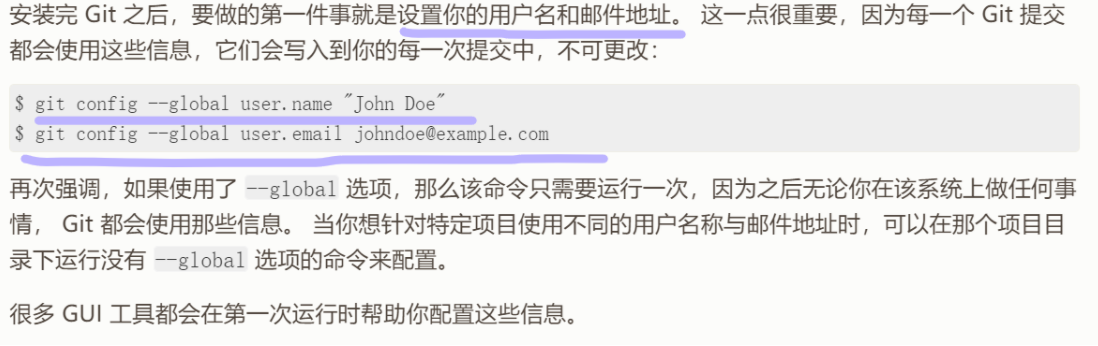 安装完 Git 之后，要做的第一件事就是设置你的用户名和邮件地址。 这一点很重要，因为每一个 Git 提交
都会使用这些信息，它们会写入到你的每一次提交中，不可更改：
$ git config --global user.name "John Doe"
$ git config --global user.email johndoe@example.com
再次强调，如果使用了 --global 选项，那么该命令只需要运行一次，因为之后无论你在该系统上做任何事
情， Git 都会使用那些信息。 当你想针对特定项目使用不同的用户名称与邮件地址时，可以在那个项目目
录下运行没有 --global 选项的命令来配置。
很多 GUI 工具都会在第一次运行时帮助你配置这些信息。